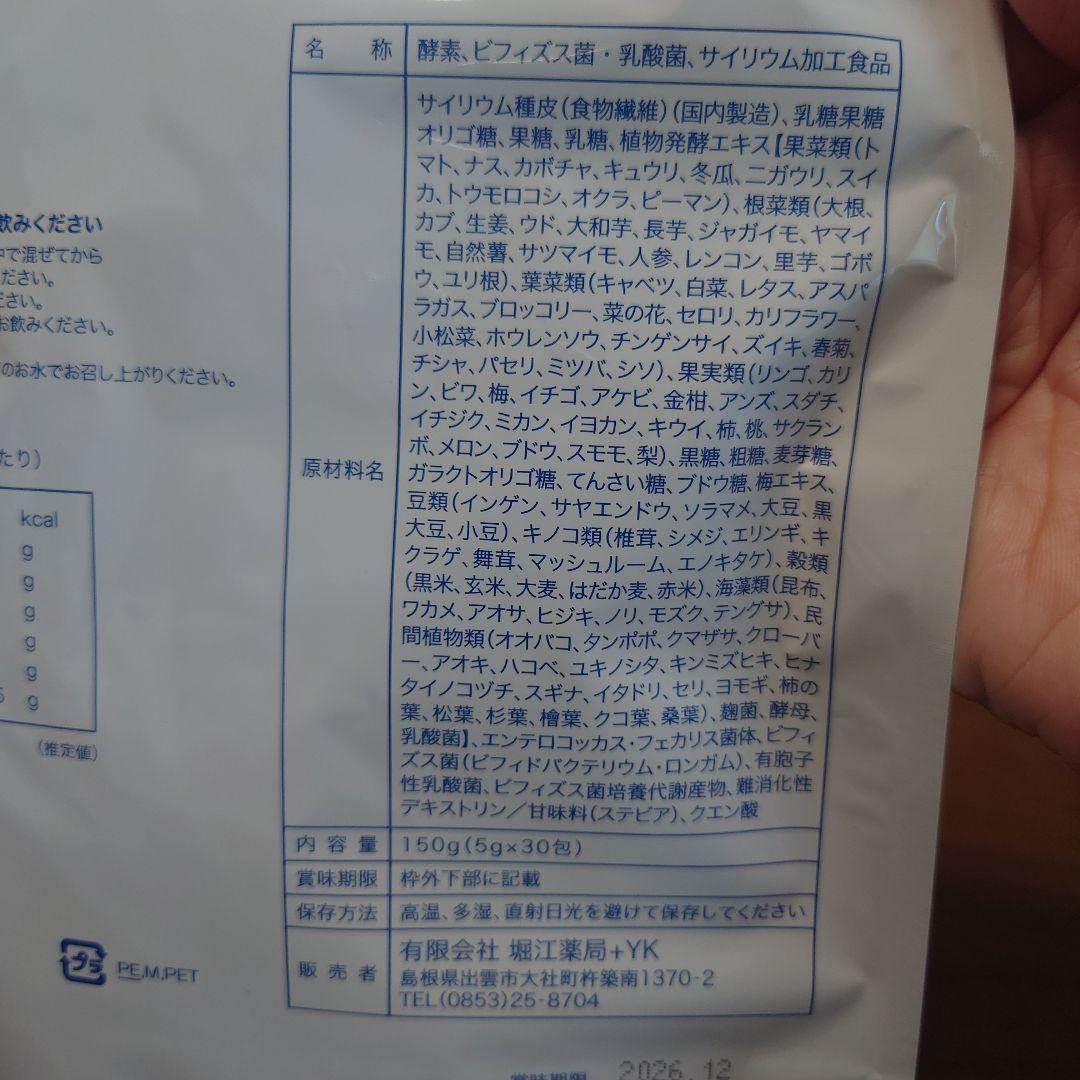 飲みください
中で混ぜてから
ださい。
ださい。
お飲みください。
のお水でお召し上がりください。
たり)
kcal
g
g
g
g
g
5 g
(推定値)
プラ
PE,M,PET
名 称
酵素、ビフィズス菌・乳酸菌、サイリウム加工食品
原材料名
サイリウム種皮(食物繊維)(国内製造)、乳糖果糖
オリゴ糖、果糖、乳糖、植物発酵エキス【果菜類(ト
マト、ナス、カボチャ、キュウリ、冬瓜、ニガウリ、スイ
カ、トウモロコシ、オクラ、ピーマン)、根菜類(大根、
カブ、生姜、ウド、大和芋、長芋、ジャガイモ、ヤマイ
モ、自然薯、サツマイモ、人参、レンコン、里芋、ゴボ
ウ、ユリ根)、葉菜類(キャベツ、白菜、レタス、アスパ
ラガス、ブロッコリー、菜の花、セロリ、カリフラワー、
小松菜、ホウレンソウ、チンゲンサイ、ズイキ、春菊、
チシャ、パセリ、ミツバ、シソ)、果実類(リンゴ、カリ
ン、ビワ、梅、イチゴ、アケビ、金柑、アンズ、スダチ、
イチジク、ミカン、イヨカン、キウイ、柿、桃、サクラン
ボ、メロン、ブドウ、スモモ、梨)、黒糖、粗糖、麦芽糖、
ガラクトオリゴ糖、てんさい糖、ブドウ糖、梅エキス、
豆類(インゲン、サヤエンドウ、ソラマメ、大豆、黒
大豆、小豆)、キノコ類(椎茸、シメジ、エリンギ、キ
クラゲ、舞茸、マッシュルーム、エノキタケ)、穀類
(黒米、玄米、大麦、はだか麦、赤米)、海藻類(昆布、
ワカメ、アオサ、ヒジキ、ノリ、モズク、テングサ)、民
間植物類(オオバコ、タンポポ、クマザサ、クローバ
ー、アオキ、ハコベ、ユキノシタ、キンミズヒキ、ヒナ
タイノコヅチ、スギナ、イタドリ、セリ、ヨモギ、柿の
葉、松葉、杉葉、檜葉、クコ葉、桑葉)、麹菌、酵母、
乳酸菌】、エンテロコッカス・フェカリス菌体、ビフィ
ズス菌(ビフィドバクテリウム・ロンガム)、有胞子
性乳酸菌、ビフィズス菌培養代謝産物、難消化性
デキストリン/甘味料(ステビア)、クエン酸
内容量
150g(5g×30包)
賞味期限
枠外下部に記載
保存方法
高温、多湿、直射日光を避けて保存してください
販売者
有限会社 堀江薬局+YK
島根県出雲市大社町杵築南1370-2
TEL(0853)25-8704
賞味期限 2026.12